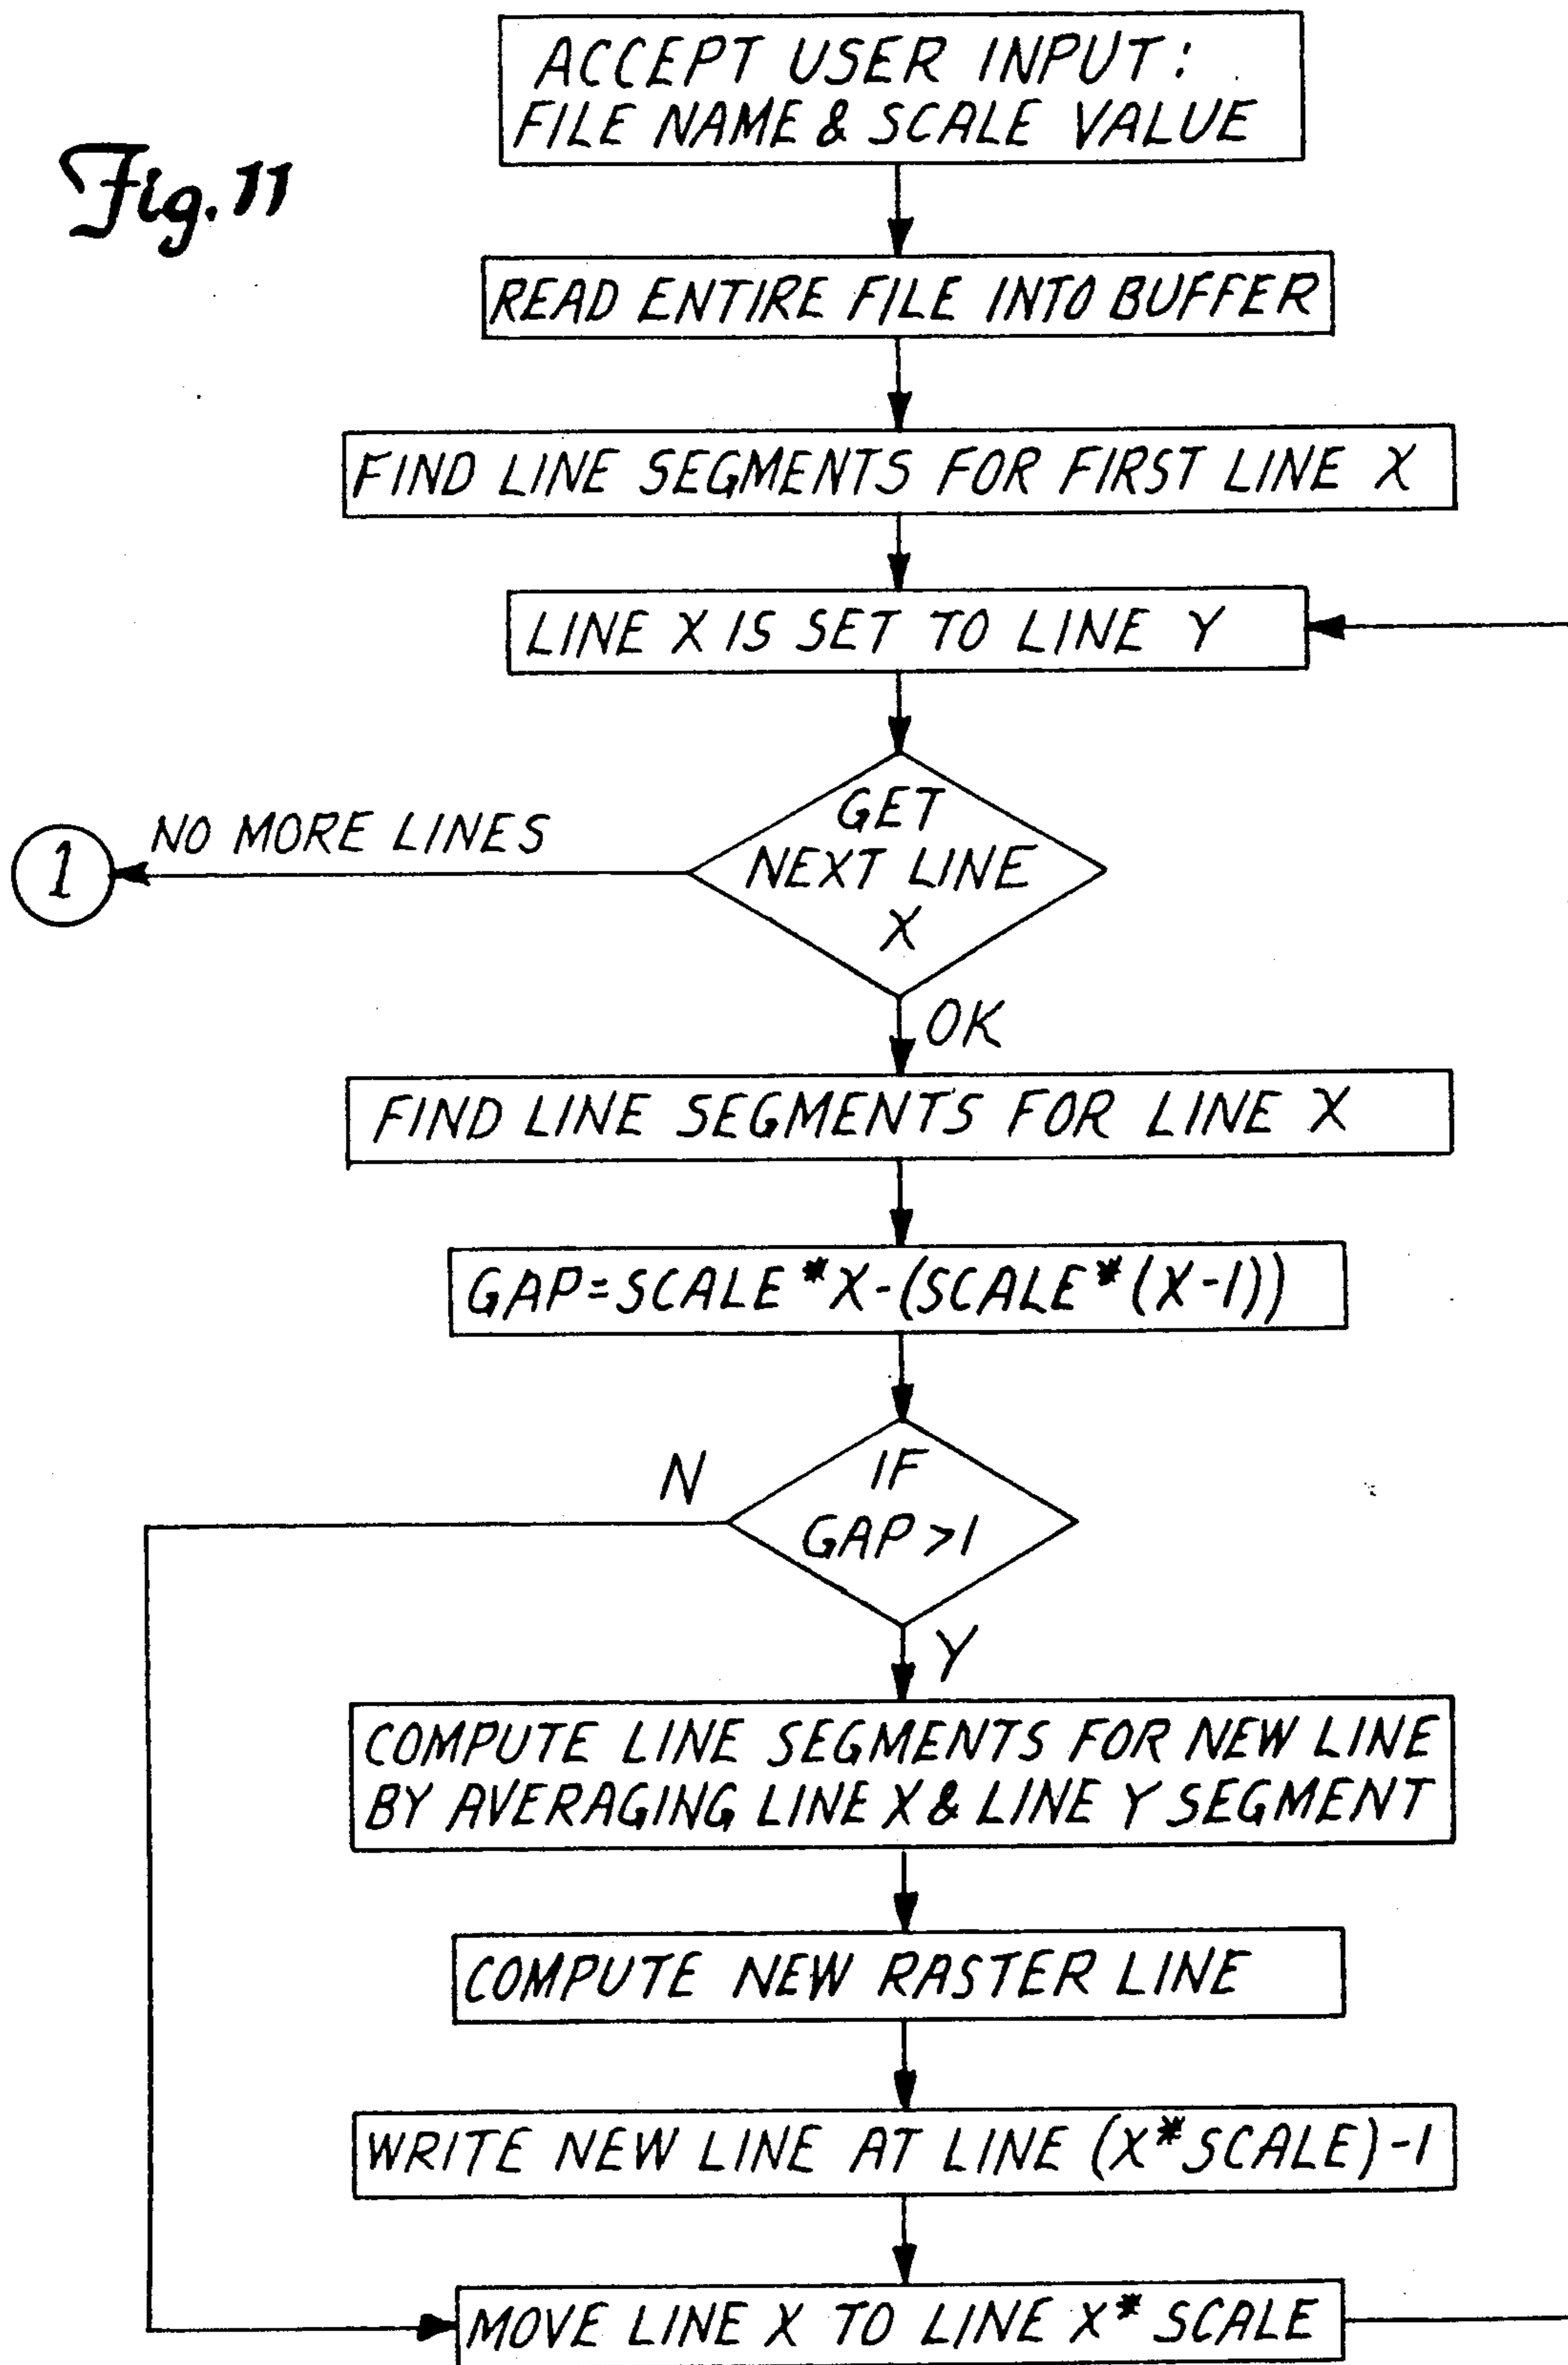 Fig. 11
ACCEPT USER INPUT:
FILE NAME & SCALE VALUE
READ ENTIRE FILE INTO BUFFER
FIND LINE SEGMENTS FOR FIRST LINE X
LINE X IS SET TO LINE Y
GET
NEXT LINE
X
NO MORE LINES
1
OK
FIND LINE SEGMENTS FOR LINE X
GAP=SCALE*X-(SCALE*(X-1))
IF
GAP>1
N
Y
COMPUTE LINE SEGMENTS FOR NEW LINE
BY AVERAGING LINE X & LINE Y SEGMENT
COMPUTE NEW RASTER LINE
WRITE NEW LINE AT LINE (X*SCALE)-1
MOVE LINE X TO LINE X* SCALE